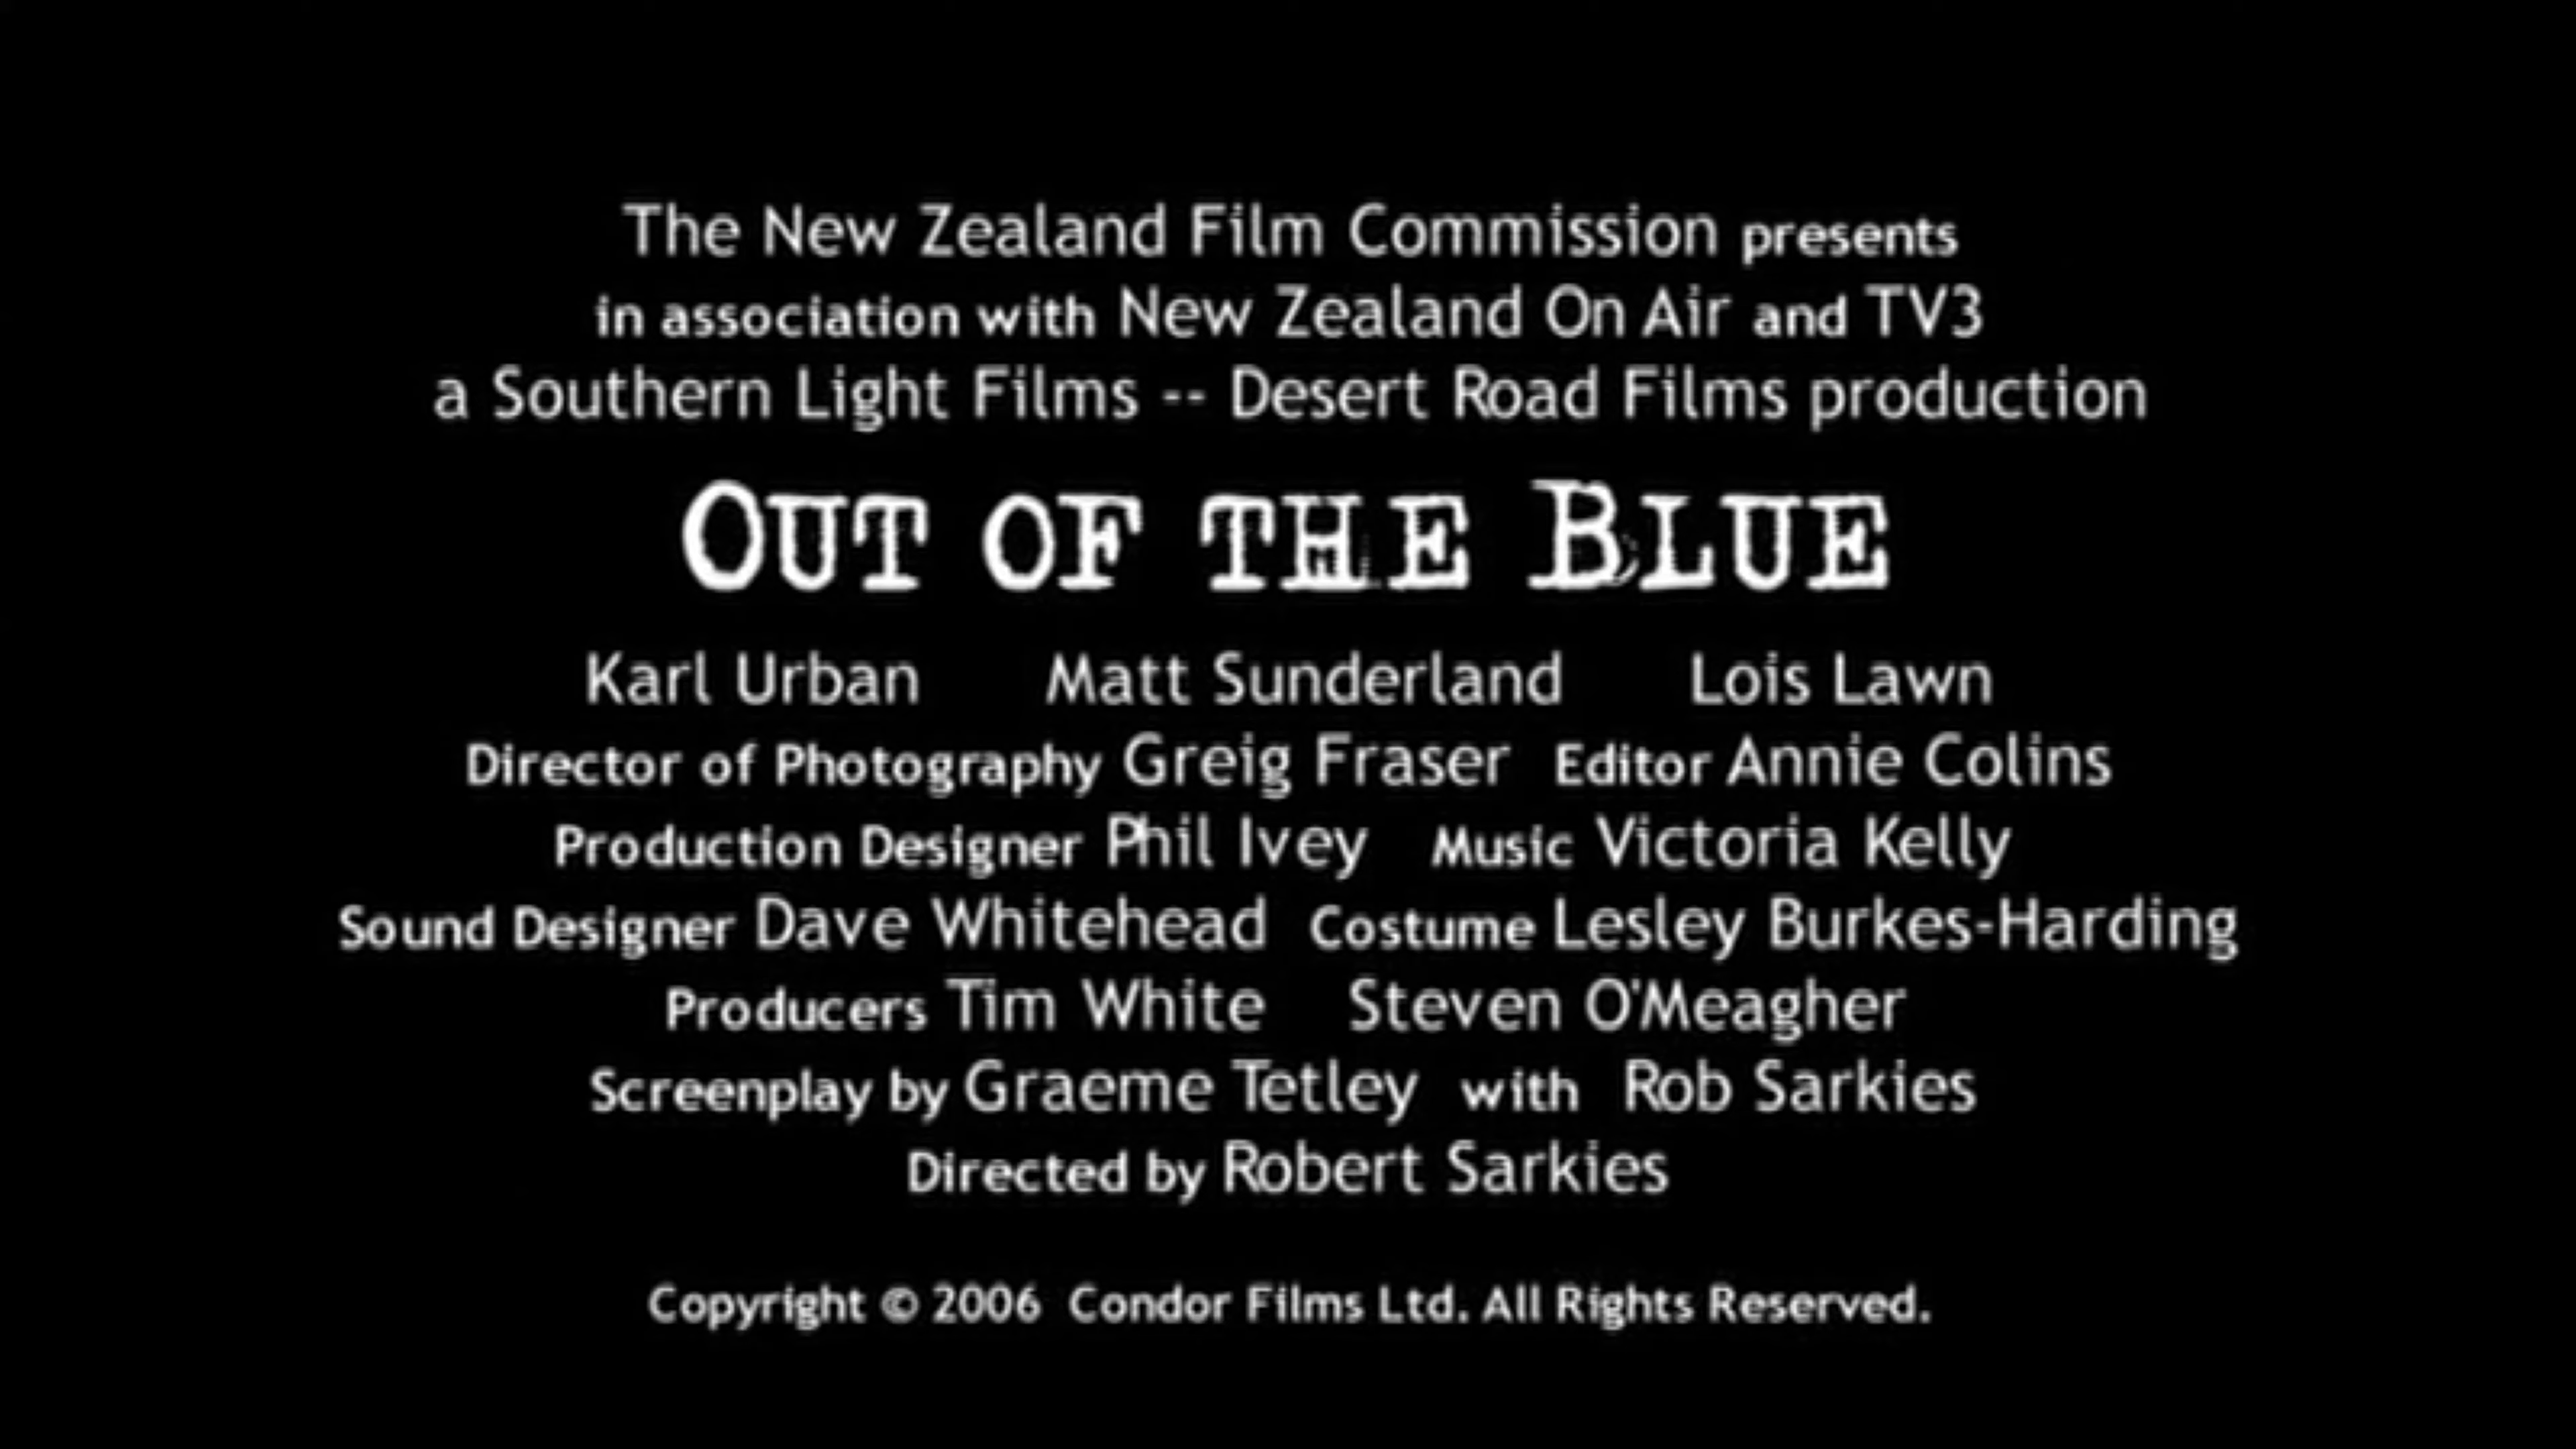 The New Zealand Film Commission presents
in association with New Zealand On Air and TV3
a Southern Light Films -- Desert Road Films production
OUT OF THE BLUE
Karl Urban Matt Sunderland Lois Lawn
Director of Photography Greig Fraser Editor Annie Colins
Production Designer Phil Ivey Music Victoria Kelly
Sound Designer Dave Whitehead Costume Lesley Burkes-Harding
Producers Tim White Steven O'Meagher
Screenplay by Graeme Tetley with Rob Sarkies
Directed by Robert Sarkies
Copyright © 2006 Condor Films Ltd. All Rights Reserved.